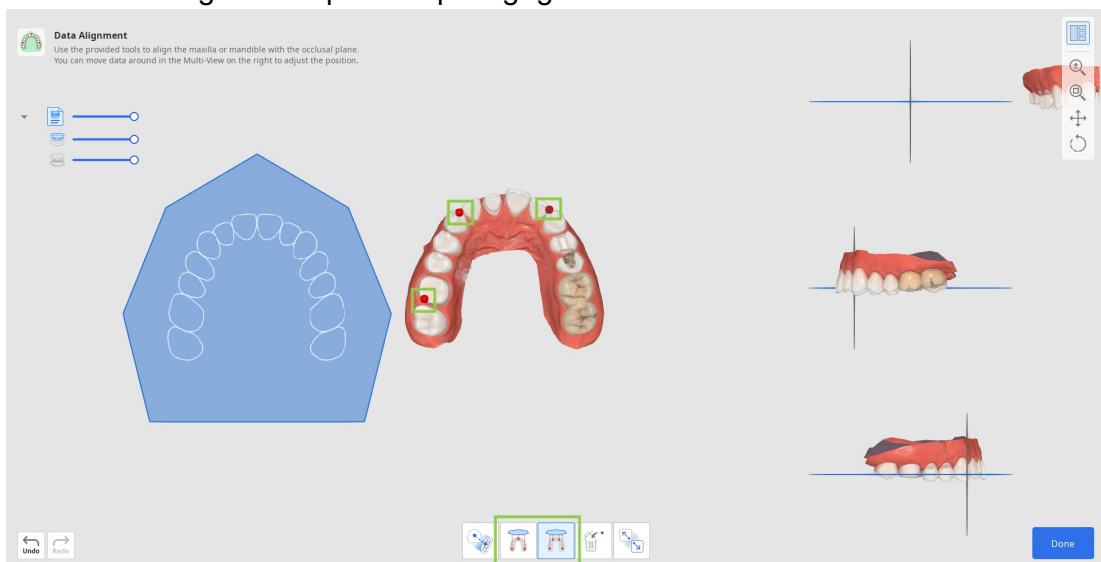 Data Alignment
Use the provided tools to align the maxilla or mandible with the occlusal plane.
You can move data around in the Multi-View on the right to adjust the position.
Undo
Redo
Done